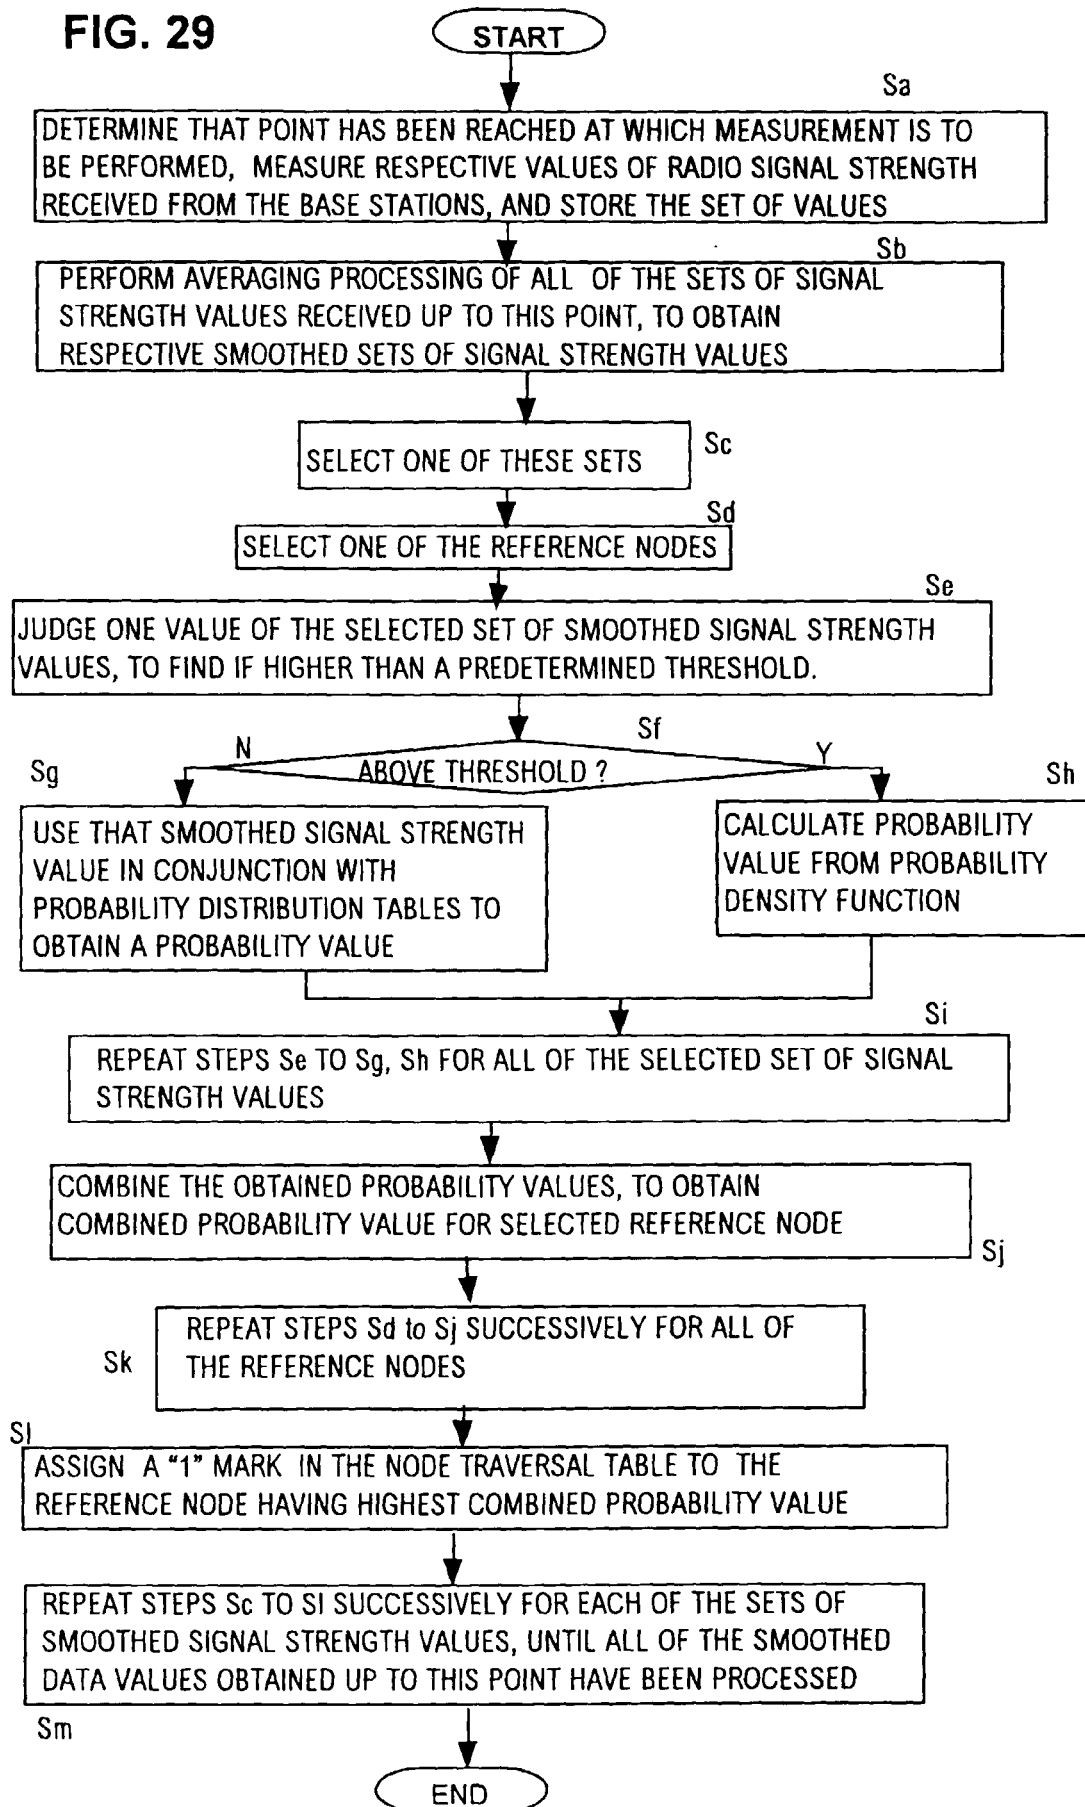 FIG. 29
START
Sa
DETERMINE THAT POINT HAS BEEN REACHED AT WHICH MEASUREMENT IS TO
BE PERFORMED, MEASURE RESPECTIVE VALUES OF RADIO SIGNAL STRENGTH
RECEIVED FROM THE BASE STATIONS, AND STORE THE SET OF VALUES
Sb
PERFORM AVERAGING PROCESSING OF ALL OF THE SETS OF SIGNAL
STRENGTH VALUES RECEIVED UP TO THIS POINT, TO OBTAIN
RESPECTIVE SMOOTHED SETS OF SIGNAL STRENGTH VALUES
Sc
SELECT ONE OF THESE SETS
Sd
SELECT ONE OF THE REFERENCE NODES
Se
JUDGE ONE VALUE OF THE SELECTED SET OF SMOOTHED SIGNAL STRENGTH
VALUES, TO FIND IF HIGHER THAN A PREDETERMINED THRESHOLD.
Sf
N
Y
ABOVE THRESHOLD ?
Sg
USE THAT SMOOTHED SIGNAL STRENGTH
VALUE IN CONJUNCTION WITH
PROBABILITY DISTRIBUTION TABLES TO
OBTAIN A PROBABILITY VALUE
Sh
CALCULATE PROBABILITY
VALUE FROM PROBABILITY
DENSITY FUNCTION
Si
REPEAT STEPS Se TO Sg, Sh FOR ALL OF THE SELECTED SET OF SIGNAL
STRENGTH VALUES
COMBINE THE OBTAINED PROBABILITY VALUES, TO OBTAIN
COMBINED PROBABILITY VALUE FOR SELECTED REFERENCE NODE
Sj
REPEAT STEPS Sd to Sj SUCCESSIVELY FOR ALL OF
THE REFERENCE NODES
Sk
Sl
ASSIGN A "1" MARK IN THE NODE TRAVERSAL TABLE TO THE
REFERENCE NODE HAVING HIGHEST COMBINED PROBABILITY VALUE
REPEAT STEPS Sc TO Sl SUCCESSIVELY FOR EACH OF THE SETS OF
SMOOTHED SIGNAL STRENGTH VALUES, UNTIL ALL OF THE SMOOTHED
DATA VALUES OBTAINED UP TO THIS POINT HAVE BEEN PROCESSED
Sm
END